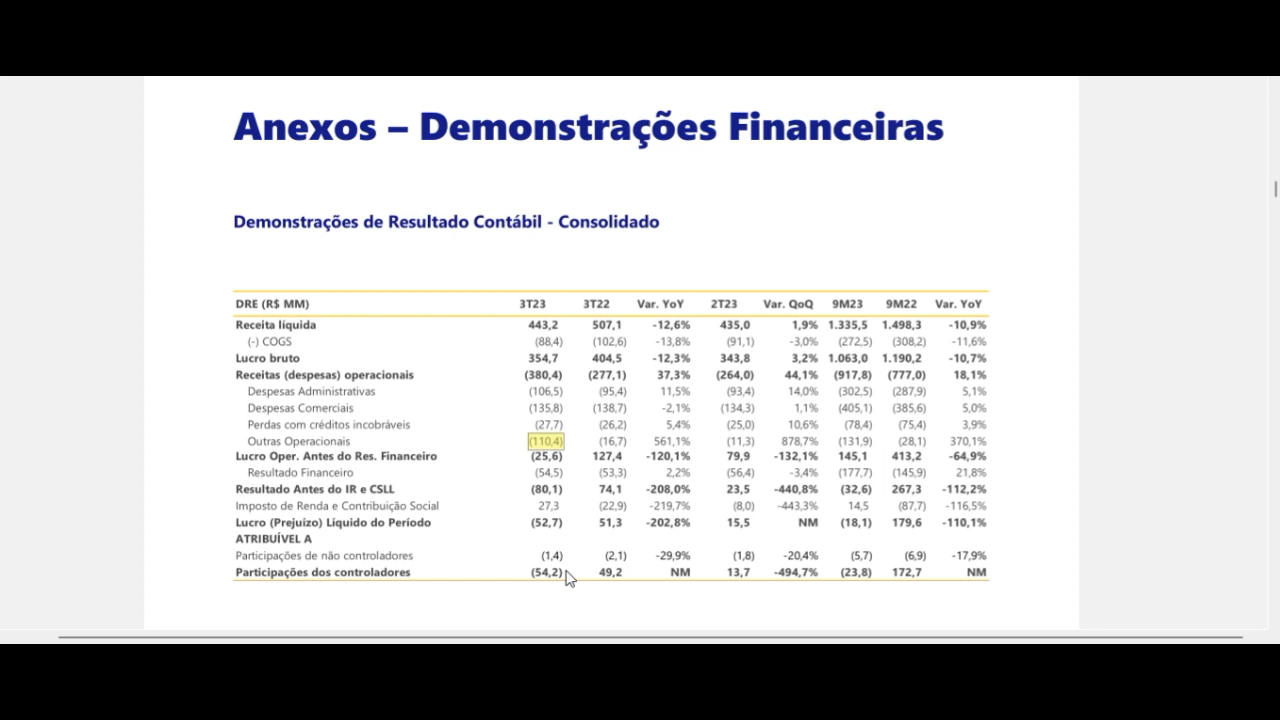 Anexos – Demonstrações Financeiras
Demonstrações de Resultado Contábil - Consolidado
DRE (R$ MM) 3T23 3T22 Var. YoY 2T23 Var. QoQ 9M23 9M22 Var. YoY
Receita líquida 443,2 507,1 -12,6% 435,0 1,9% 1.335,5 1.498,3 -10,9%
(-) COGS (88,4) (102,6) -13,8% (91,1) -3,0% (272,5) (308,2) -11,6%
Lucro bruto 354,7 404,5 -12,3% 343,8 3,2% 1.063,0 1.190,2 -10,7%
Receitas (despesas) operacionais (380,4) (277,1) 37,3% (264,0) 44,1% (917,8) (777,0) 18,1%
Despesas Administrativas (106,5) (95,4) 11,5% (93,4) 14,0% (302,5) (287,9) 5,1%
Despesas Comerciais (135,8) (138,7) -2,1% (134,3) 1,1% (405,1) (385,6) 5,0%
Perdas com créditos incobráveis (27,7) (26,2) 5,4% (25,0) 10,6% (78,4) (75,4) 3,9%
Outras Operacionais (110,4) (16,7) 561,1% (11,3) 878,7% (131,9) (28,1) 370,1%
Lucro Oper. Antes do Res. Financeiro (25,6) 127,4 -120,1% 79,9 -132,1% 145,1 413,2 -64,9%
Resultado Financeiro (54,5) (53,3) 2,2% (56,4) -3,4% (177,7) (145,9) 21,8%
Resultado Antes do IR e CSLL (80,1) 74,1 -208,0% 23,5 -440,8% (32,6) 267,3 -112,2%
Imposto de Renda e Contribuição Social 27,3 (22,9) -219,7% (8,0) -443,3% 14,5 (87,7) -116,5%
Lucro (Prejuízo) Líquido do Período (52,7) 51,3 -202,8% 15,5 NM (18,1) 179,6 -110,1%
ATRIBUÍVEL A
Participações de não controladores (1,4) (2,1) -29,9% (1,8) -20,4% (5,7) (6,9) -17,9%
Participações dos controladores (54,2) 49,2 NM 13,7 -494,7% (23,8) 172,7 NM